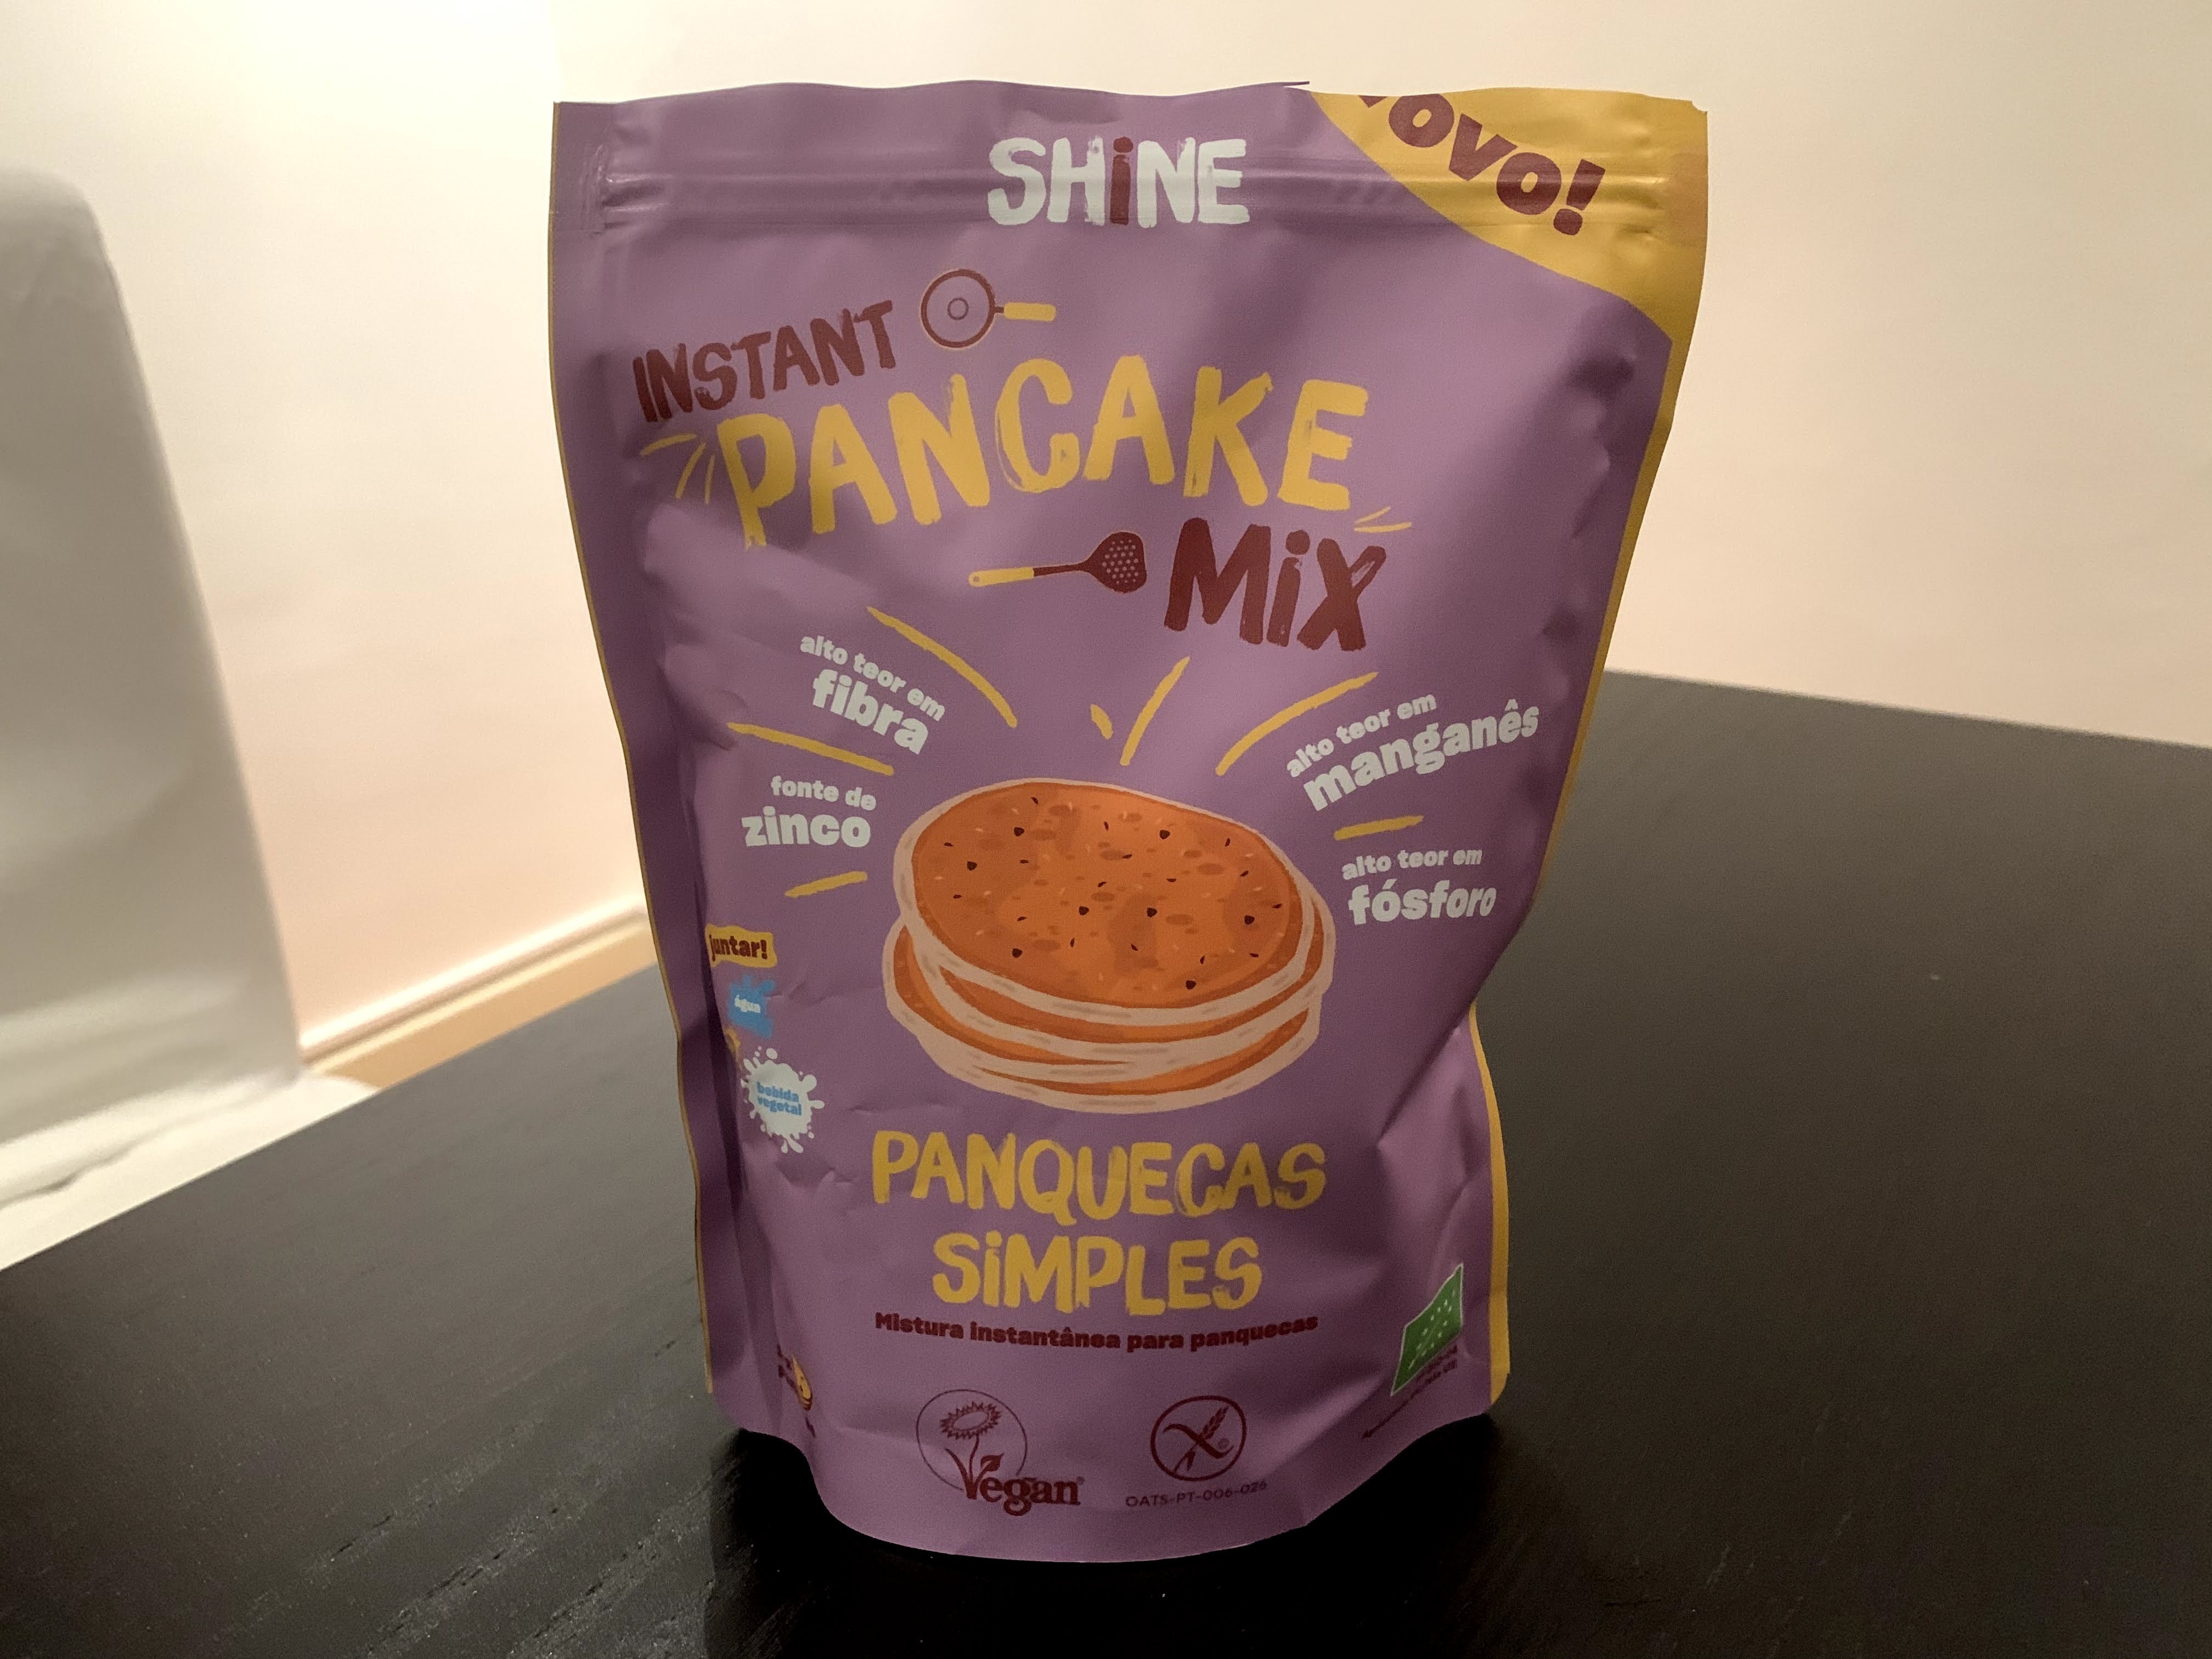 SHiNE
ovo!
INSTANT
PANCAKE
MiX
alto teor em
fibra
fonte de
zinco
alto teor em
manganês
alto teor em
fósforo
juntar!
água
bebida
vegetal
PANQUECAS
SiMPLES
Mistura instantânea para panquecas
Vegan
OATS-PT-006-026